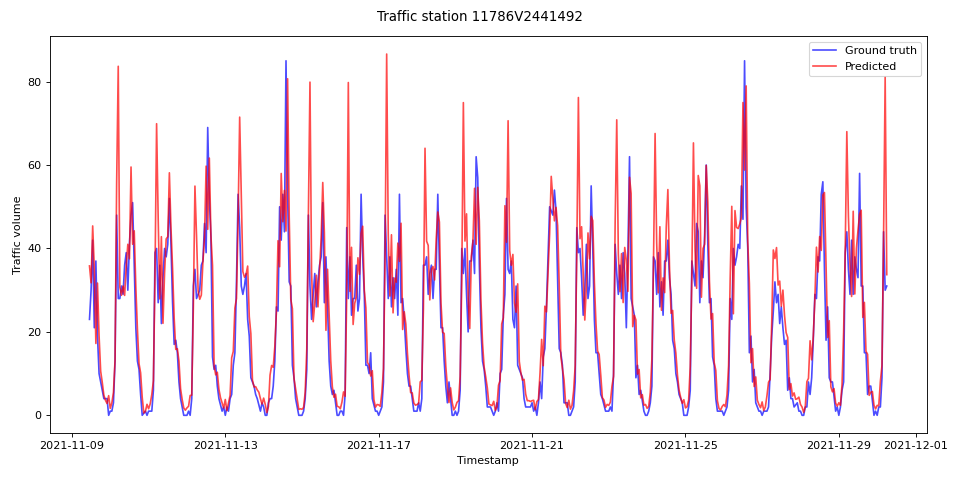 Traffic station 11786V2441492
Ground truth
Predicted
Traffic volume
80
60
40
20
0
2021-11-09
2021-11-13
2021-11-17
2021-11-21
2021-11-25
2021-11-29
2021-12-01
Timestamp